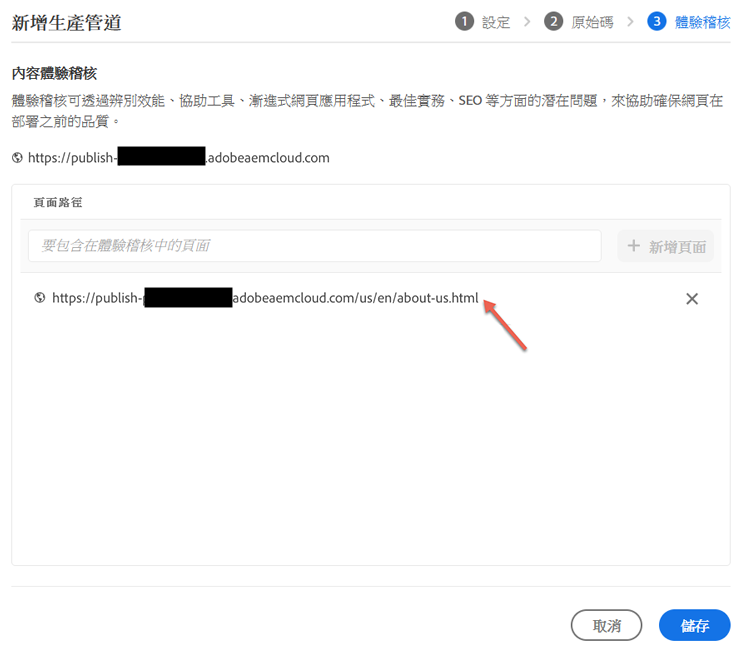 新增生產管道
1 設定 > 2 原始碼 > 3 體驗稽核
內容體驗稽核
體驗稽核可透過辨別效能、協助工具、漸進式網頁應用程式、最佳實務、SEO 等方面的潛在問題，來協助確保網頁在
部署之前的品質。
https://publish-.adobeaemcloud.com
頁面路徑
要包含在體驗稽核中的頁面
+ 新增頁面
https://publish-adobeaemcloud.com/us/en/about-us.html
取消
儲存